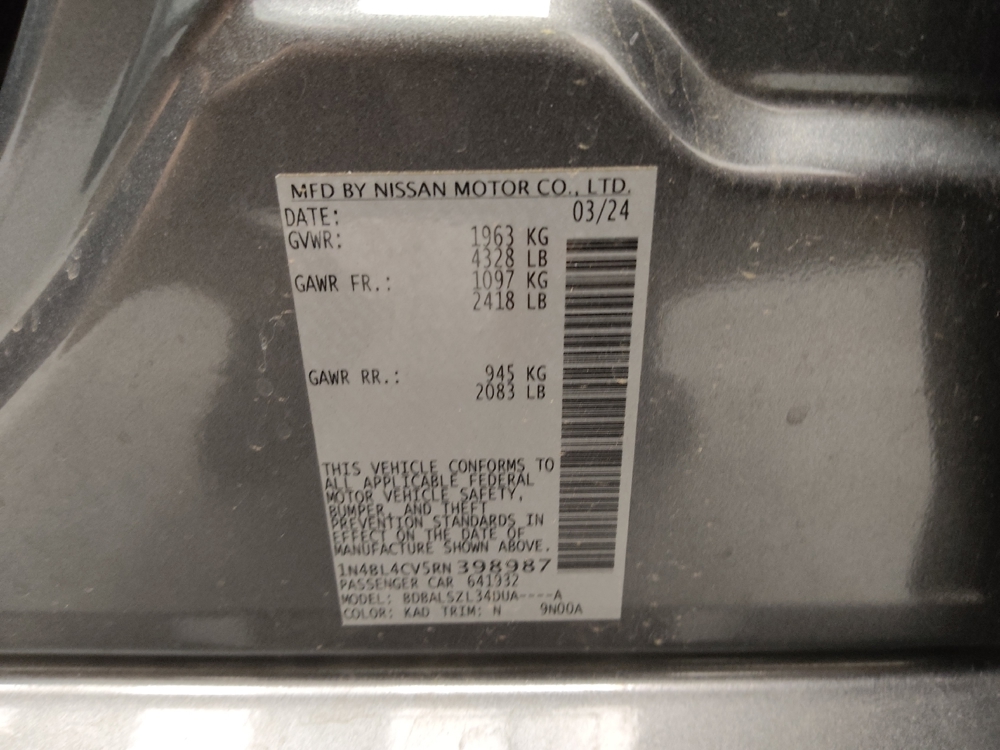 MFD BY NISSAN MOTOR CO., LTD.
DATE: 03/24
GVWR: 1963 KG
4328 LB
GAWR FR.: 1097 KG
2418 LB
GAWR RR.: 945 KG
2083 LB
THIS VEHICLE CONFORMS TO
ALL APPLICABLE FEDERAL
MOTOR VEHICLE SAFETY,
BUMPER, AND THEFT
PREVENTION STANDARDS IN
EFFECT ON THE DATE OF
MANUFACTURE SHOWN ABOVE.
1N4BL4CV5RN398987
PASSENGER CAR 641932
MODEL: BDBALSZL34DUA----A
COLOR: KAD TRIM: N 9N00A